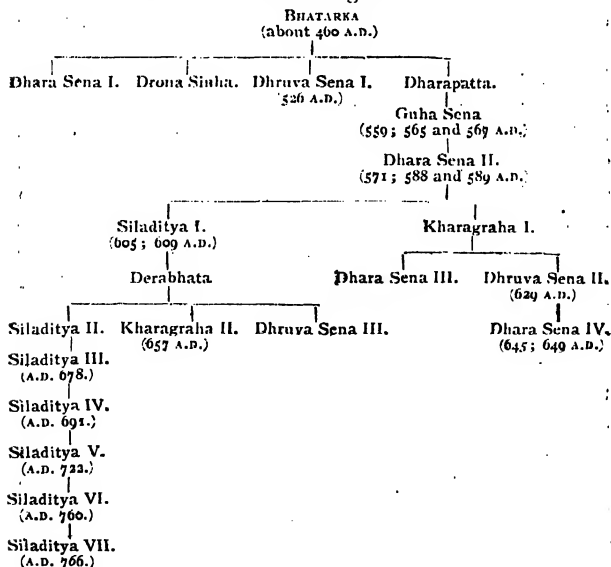 BHATARKA
(about 460 A.D.)
Dhara Sena I. Drona Sinha. Dhruva Sena I. Dharapatta.
(526 A.D.)
Guha Sena
(559; 565 and 567 A.D.)
Dhara Sena II.
(571; 588 and 589 A.D.)
Siladitya I. Kharagraha I.
(605; 609 A.D.)
Derabhata Dhara Sena III. Dhruva Sena II.
(629 A.D.)
Siladitya II. Kharagraha II. Dhruva Sena III. Dhara Sena IV.
(657 A.D.) (645; 649 A.D.)
Siladitya III.
(A.D. 678.)
Siladitya IV.
(A.D. 691.)
Siladitya V.
(A.D. 722.)
Siladitya VI.
(A.D. 760.)
Siladitya VII.
(A.D. 766.)